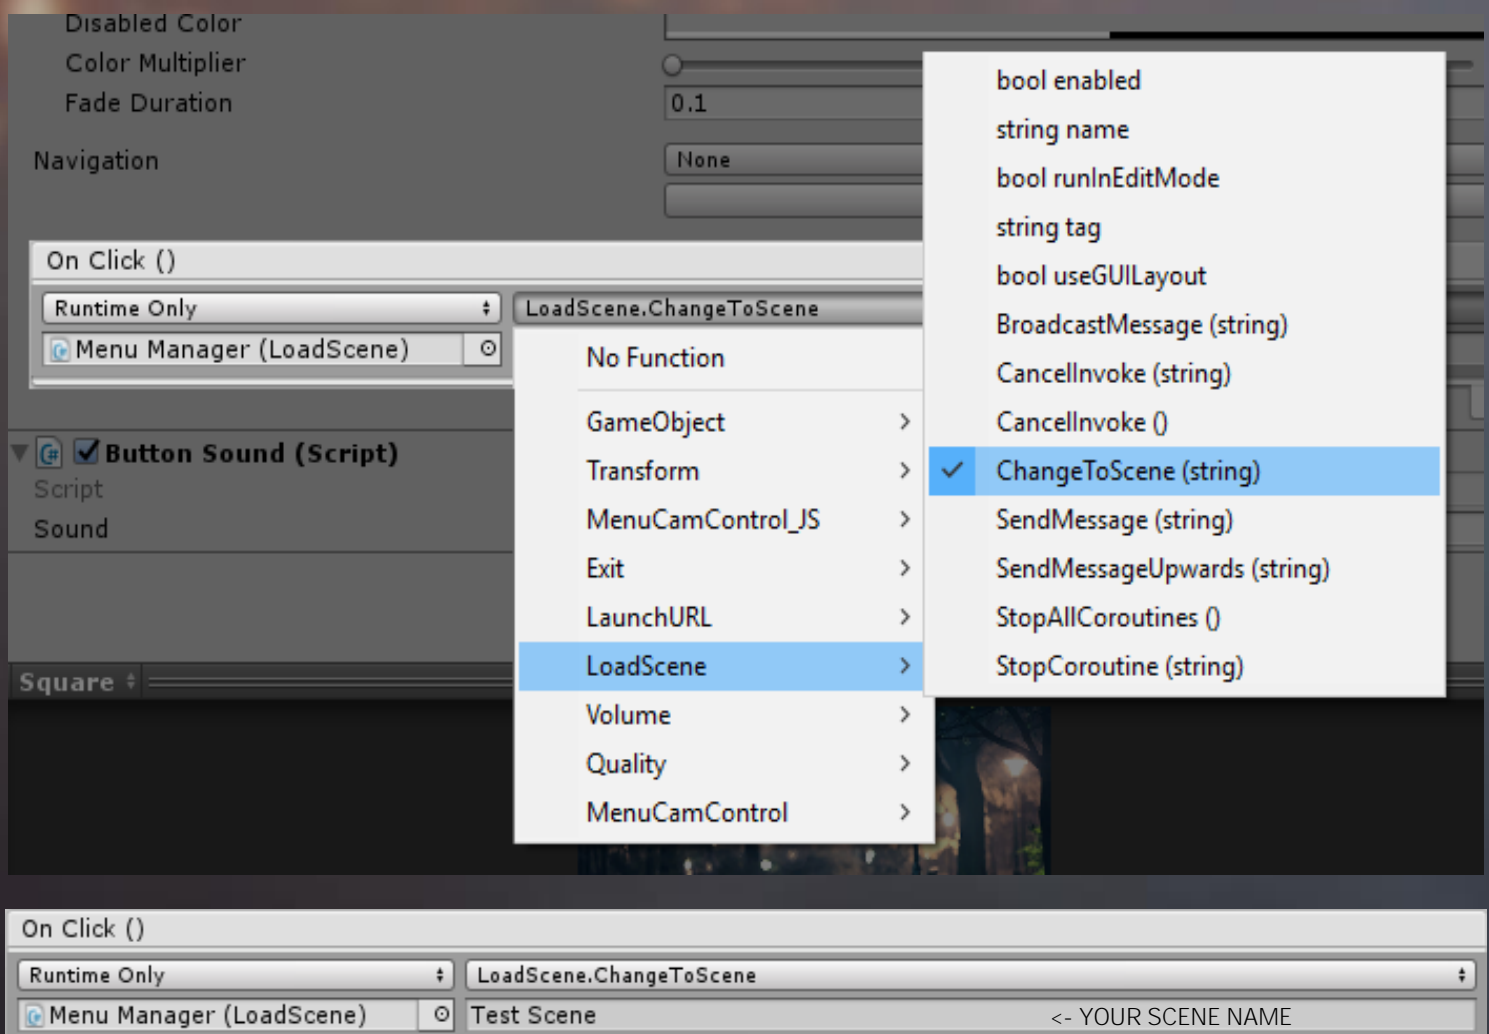 Disabled Color
Color Multiplier
Fade Duration
0.1
Navigation
None
On Click ()
Runtime Only
LoadScene.ChangeToScene
Menu Manager (LoadScene)
No Function
GameObject
Transform
MenuCamControl_JS
Exit
LaunchURL
LoadScene
Volume
Quality
MenuCamControl
bool enabled
string name
bool runInEditMode
string tag
bool useGUILayout
BroadcastMessage (string)
CancelInvoke (string)
CancelInvoke ()
ChangeToScene (string)
SendMessage (string)
SendMessageUpwards (string)
StopAllCoroutines ()
StopCoroutine (string)
Button Sound (Script)
Script
Sound
Square
On Click ()
Runtime Only
LoadScene.ChangeToScene
Menu Manager (LoadScene)
Test Scene
<- YOUR SCENE NAME